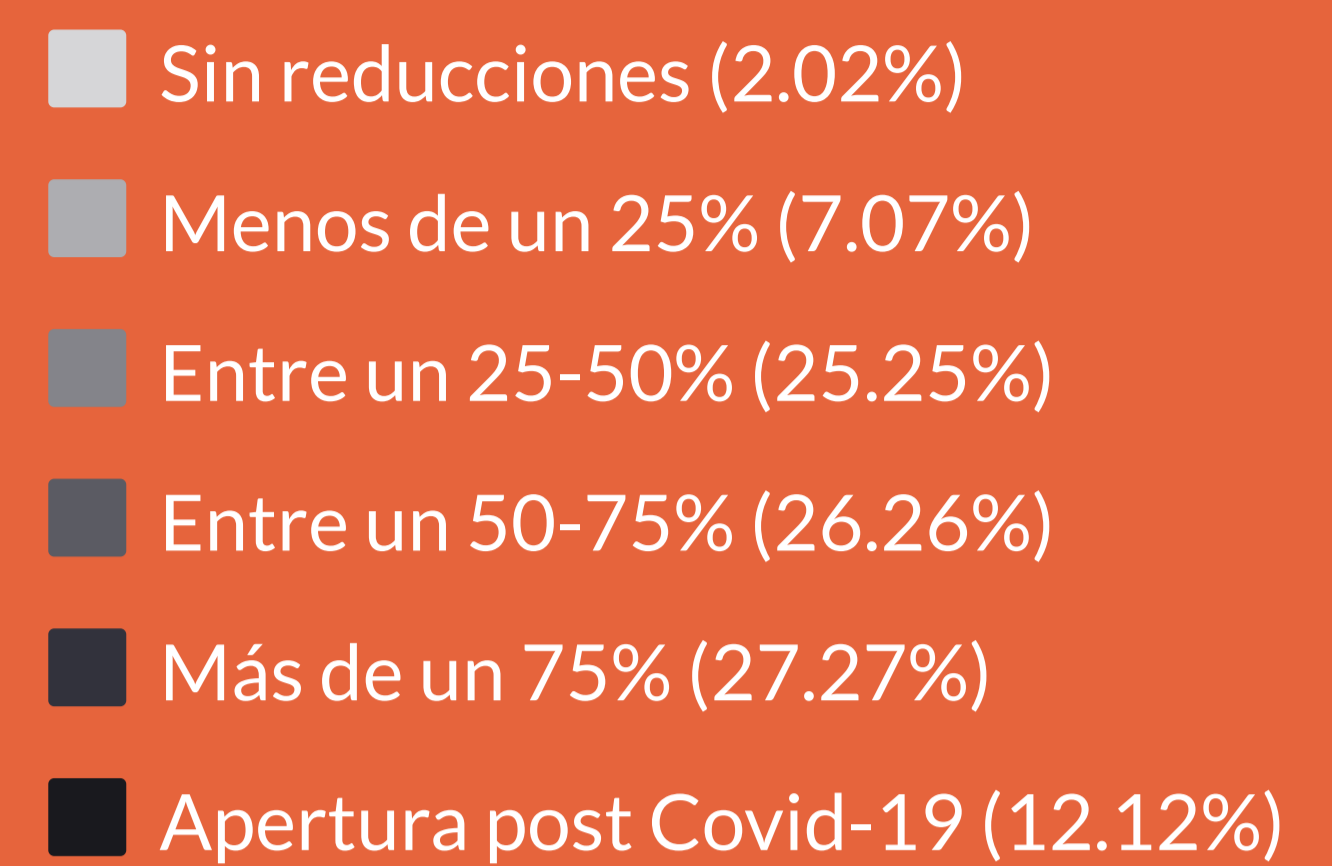 Sin reducciones (2.02%)
Menos de un 25% (7.07%)
Entre un 25-50% (25.25%)
Entre un 50-75% (26.26%)
Más de un 75% (27.27%)
Apertura post Covid-19 (12.12%)